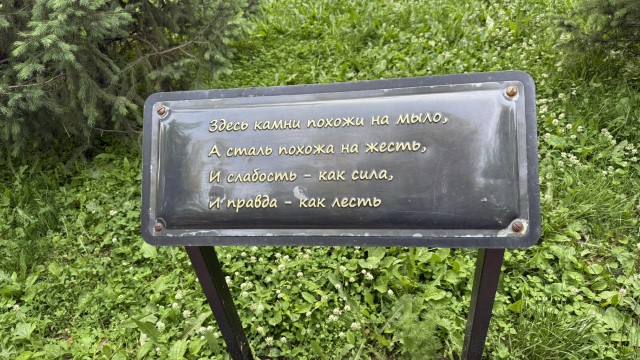 Здесь камни похожи на мыло,
А сталь похожа на жесть,
И слабость - как сила,
И правда - как лесть